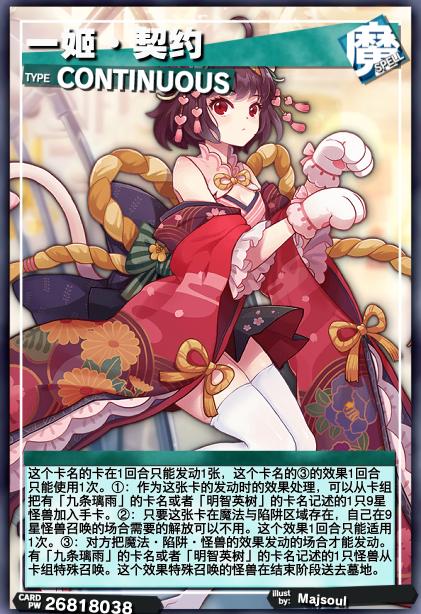 一姬·契约
魔
SPELL
TYPE CONTINUOUS
这个卡名的卡在1回合只能发动1张，这个卡名的③的效果1回合
只能使用1次。①：作为这张卡的发动时的效果处理，可以从卡组
把有「九条璃雨」的卡名或者「明智英树」的卡名记述的1只9星
怪兽加入手卡。②：只要这张卡在魔法与陷阱区域存在，自己在9
星怪兽召唤的场合需要的解放可以不用。这个效果1回合只能适用
1次。③：对方把魔法·陷阱·怪兽的效果发动的场合才能发动。
有「九条璃雨」的卡名或者「明智英树」的卡名记述的1只怪兽从
卡组特殊召唤。这个效果特殊召唤的怪兽在结束阶段送去墓地。
CARD PW 26818038
illust by: Majsoul